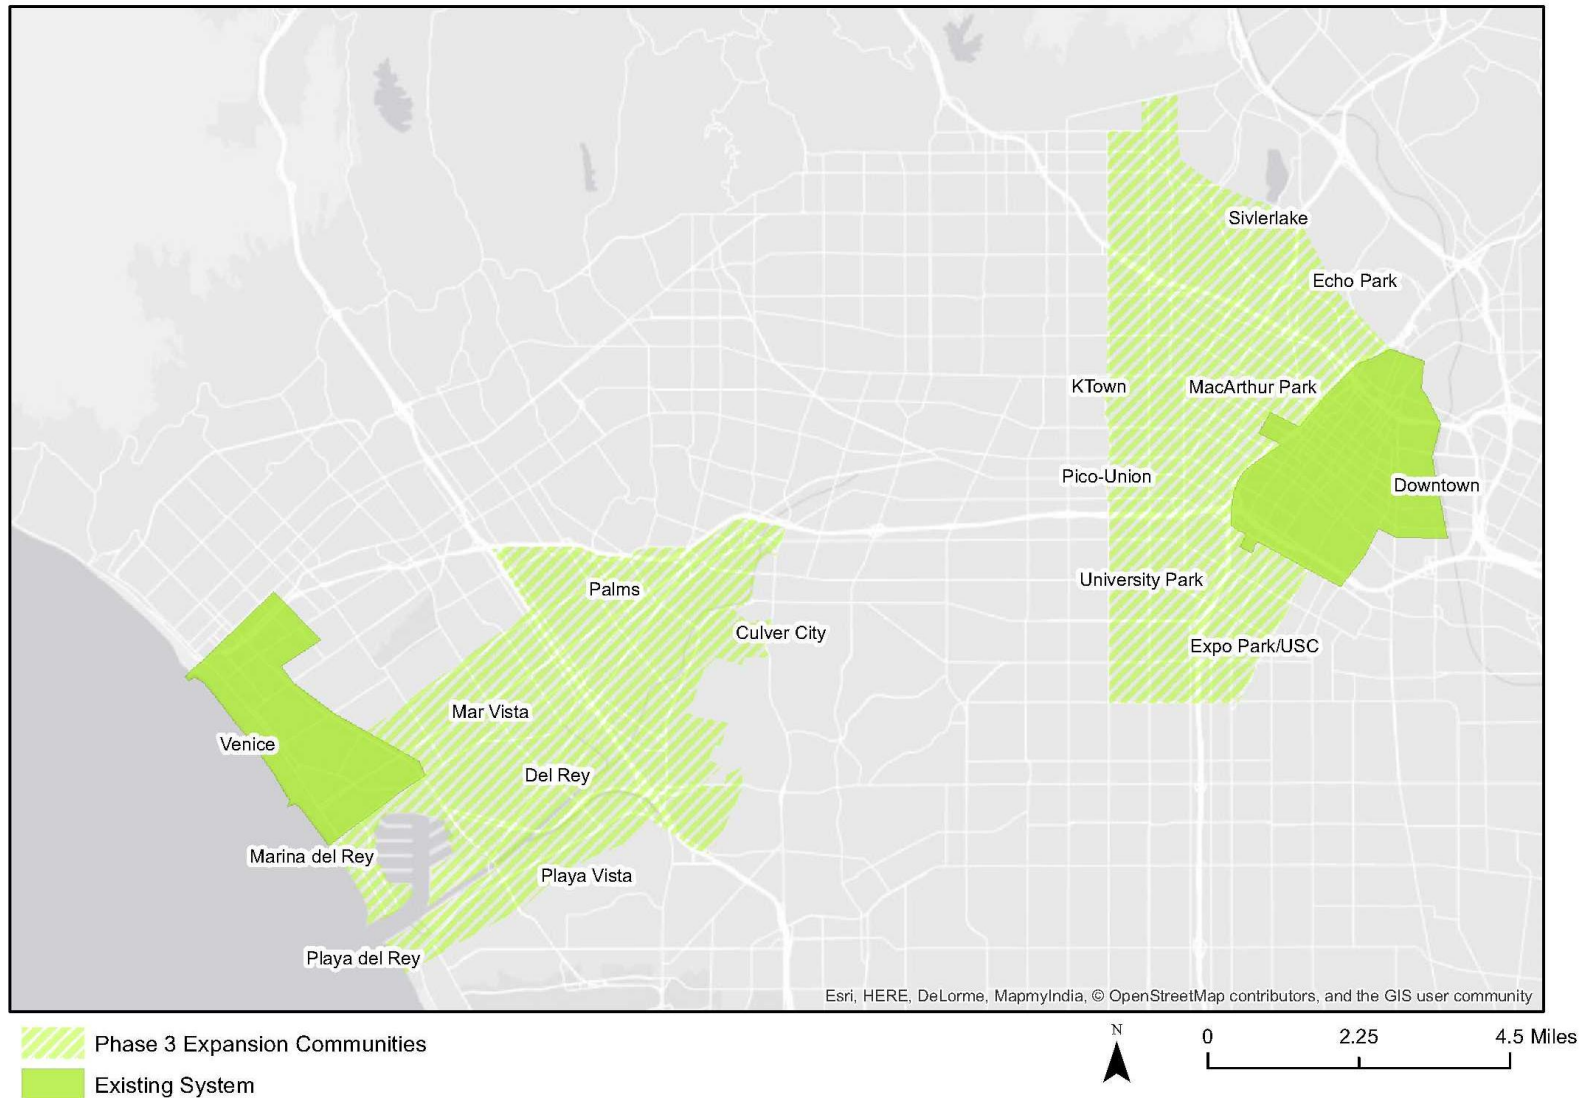 Sivlerlake
Echo Park
KTown
MacArthur Park
Pico-Union
Downtown
University Park
Palms
Culver City
Expo Park/USC
Mar Vista
Venice
Del Rey
Marina del Rey
Playa Vista
Playa del Rey
Esri, HERE, DeLorme, MapmyIndia, © OpenStreetMap contributors, and the GIS user community
Phase 3 Expansion Communities
Existing System
N
0 2.25 4.5 Miles